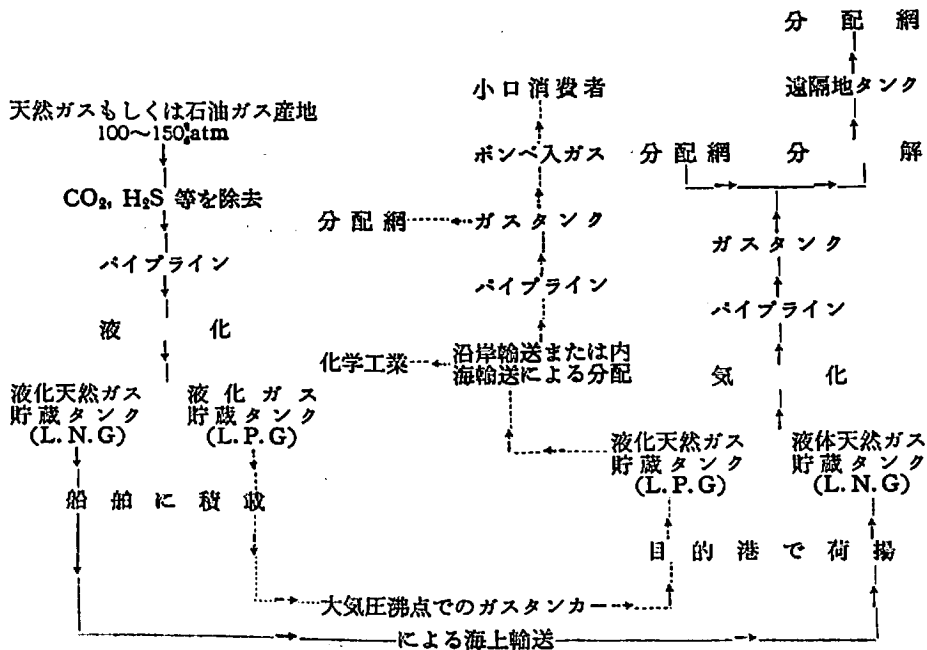 天然ガスもしくは石油ガス産地
100～150atm
CO₂, H₂S 等を除去
パイプライン
液化
液化天然ガス
貯蔵タンク
(L.N.G)
液化ガス
貯蔵タンク
(L.P.G)
船舶に積載
大気圧沸点でのガスタンカー
による海上輸送
小口消費者
ボンベ入ガス
分配網
ガスタンク
パイプライン
化学工業
沿岸輸送または内
海輸送による分配
液化天然ガス
貯蔵タンク
(L.P.G)
分配網
遠隔地タンク
分配網
分解
ガスタンク
パイプライン
気化
液体天然ガス
貯蔵タンク
(L.N.G)
目的港で荷揚